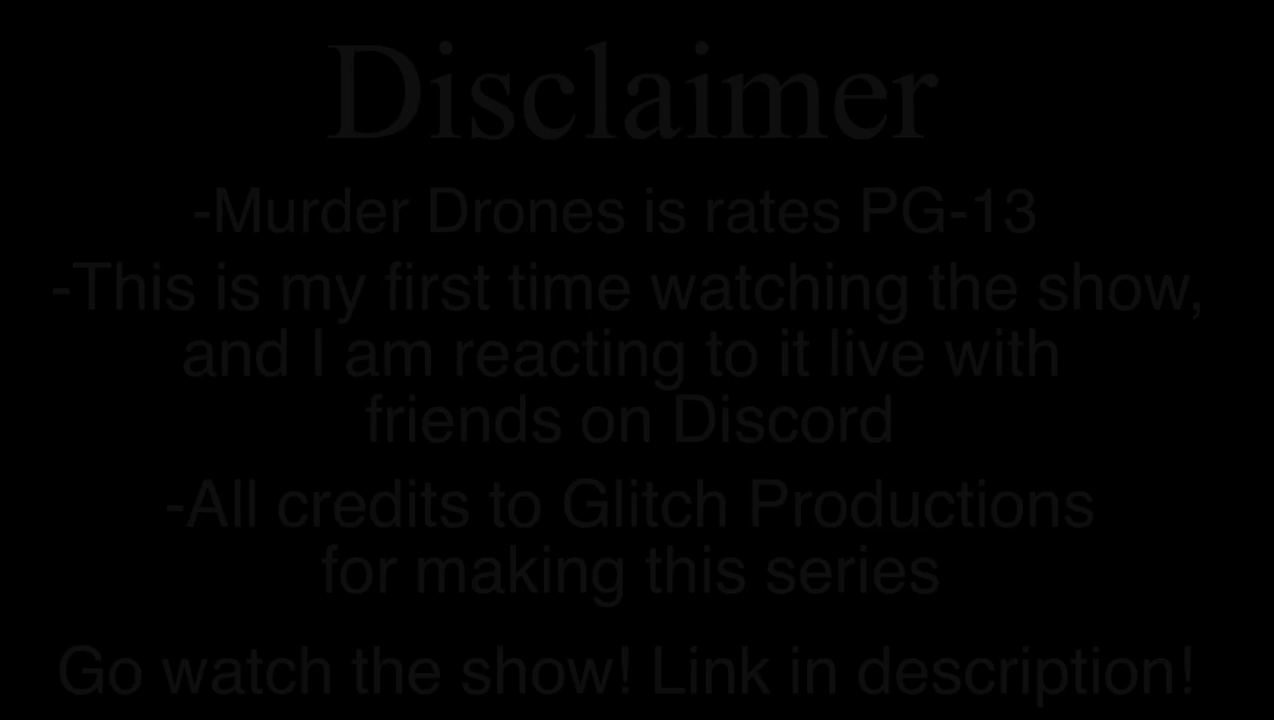 Disclaimer
-Murder Drones is rates PG-13
-This is my first time watching the show,
and I am reacting to it live with
friends on Discord
-All credits to Glitch Productions
for making this series
Go watch the show! Link in description!